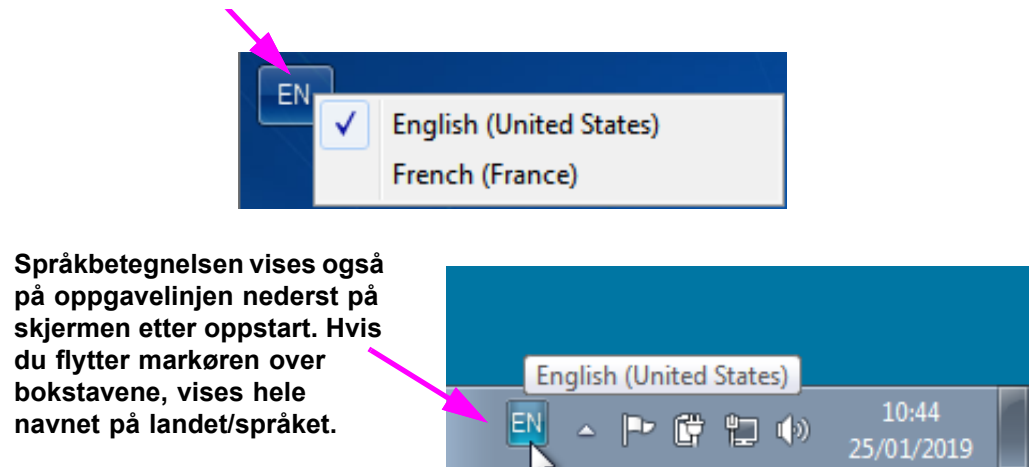 EN
English (United States)
French (France)
Språkbetegnelsen vises også
på oppgavelinjen nederst på
skjermen etter oppstart. Hvis
du flytter markøren over
bokstavene, vises hele
navnet på landet/språket.
English (United States)
EN
10:44
25/01/2019